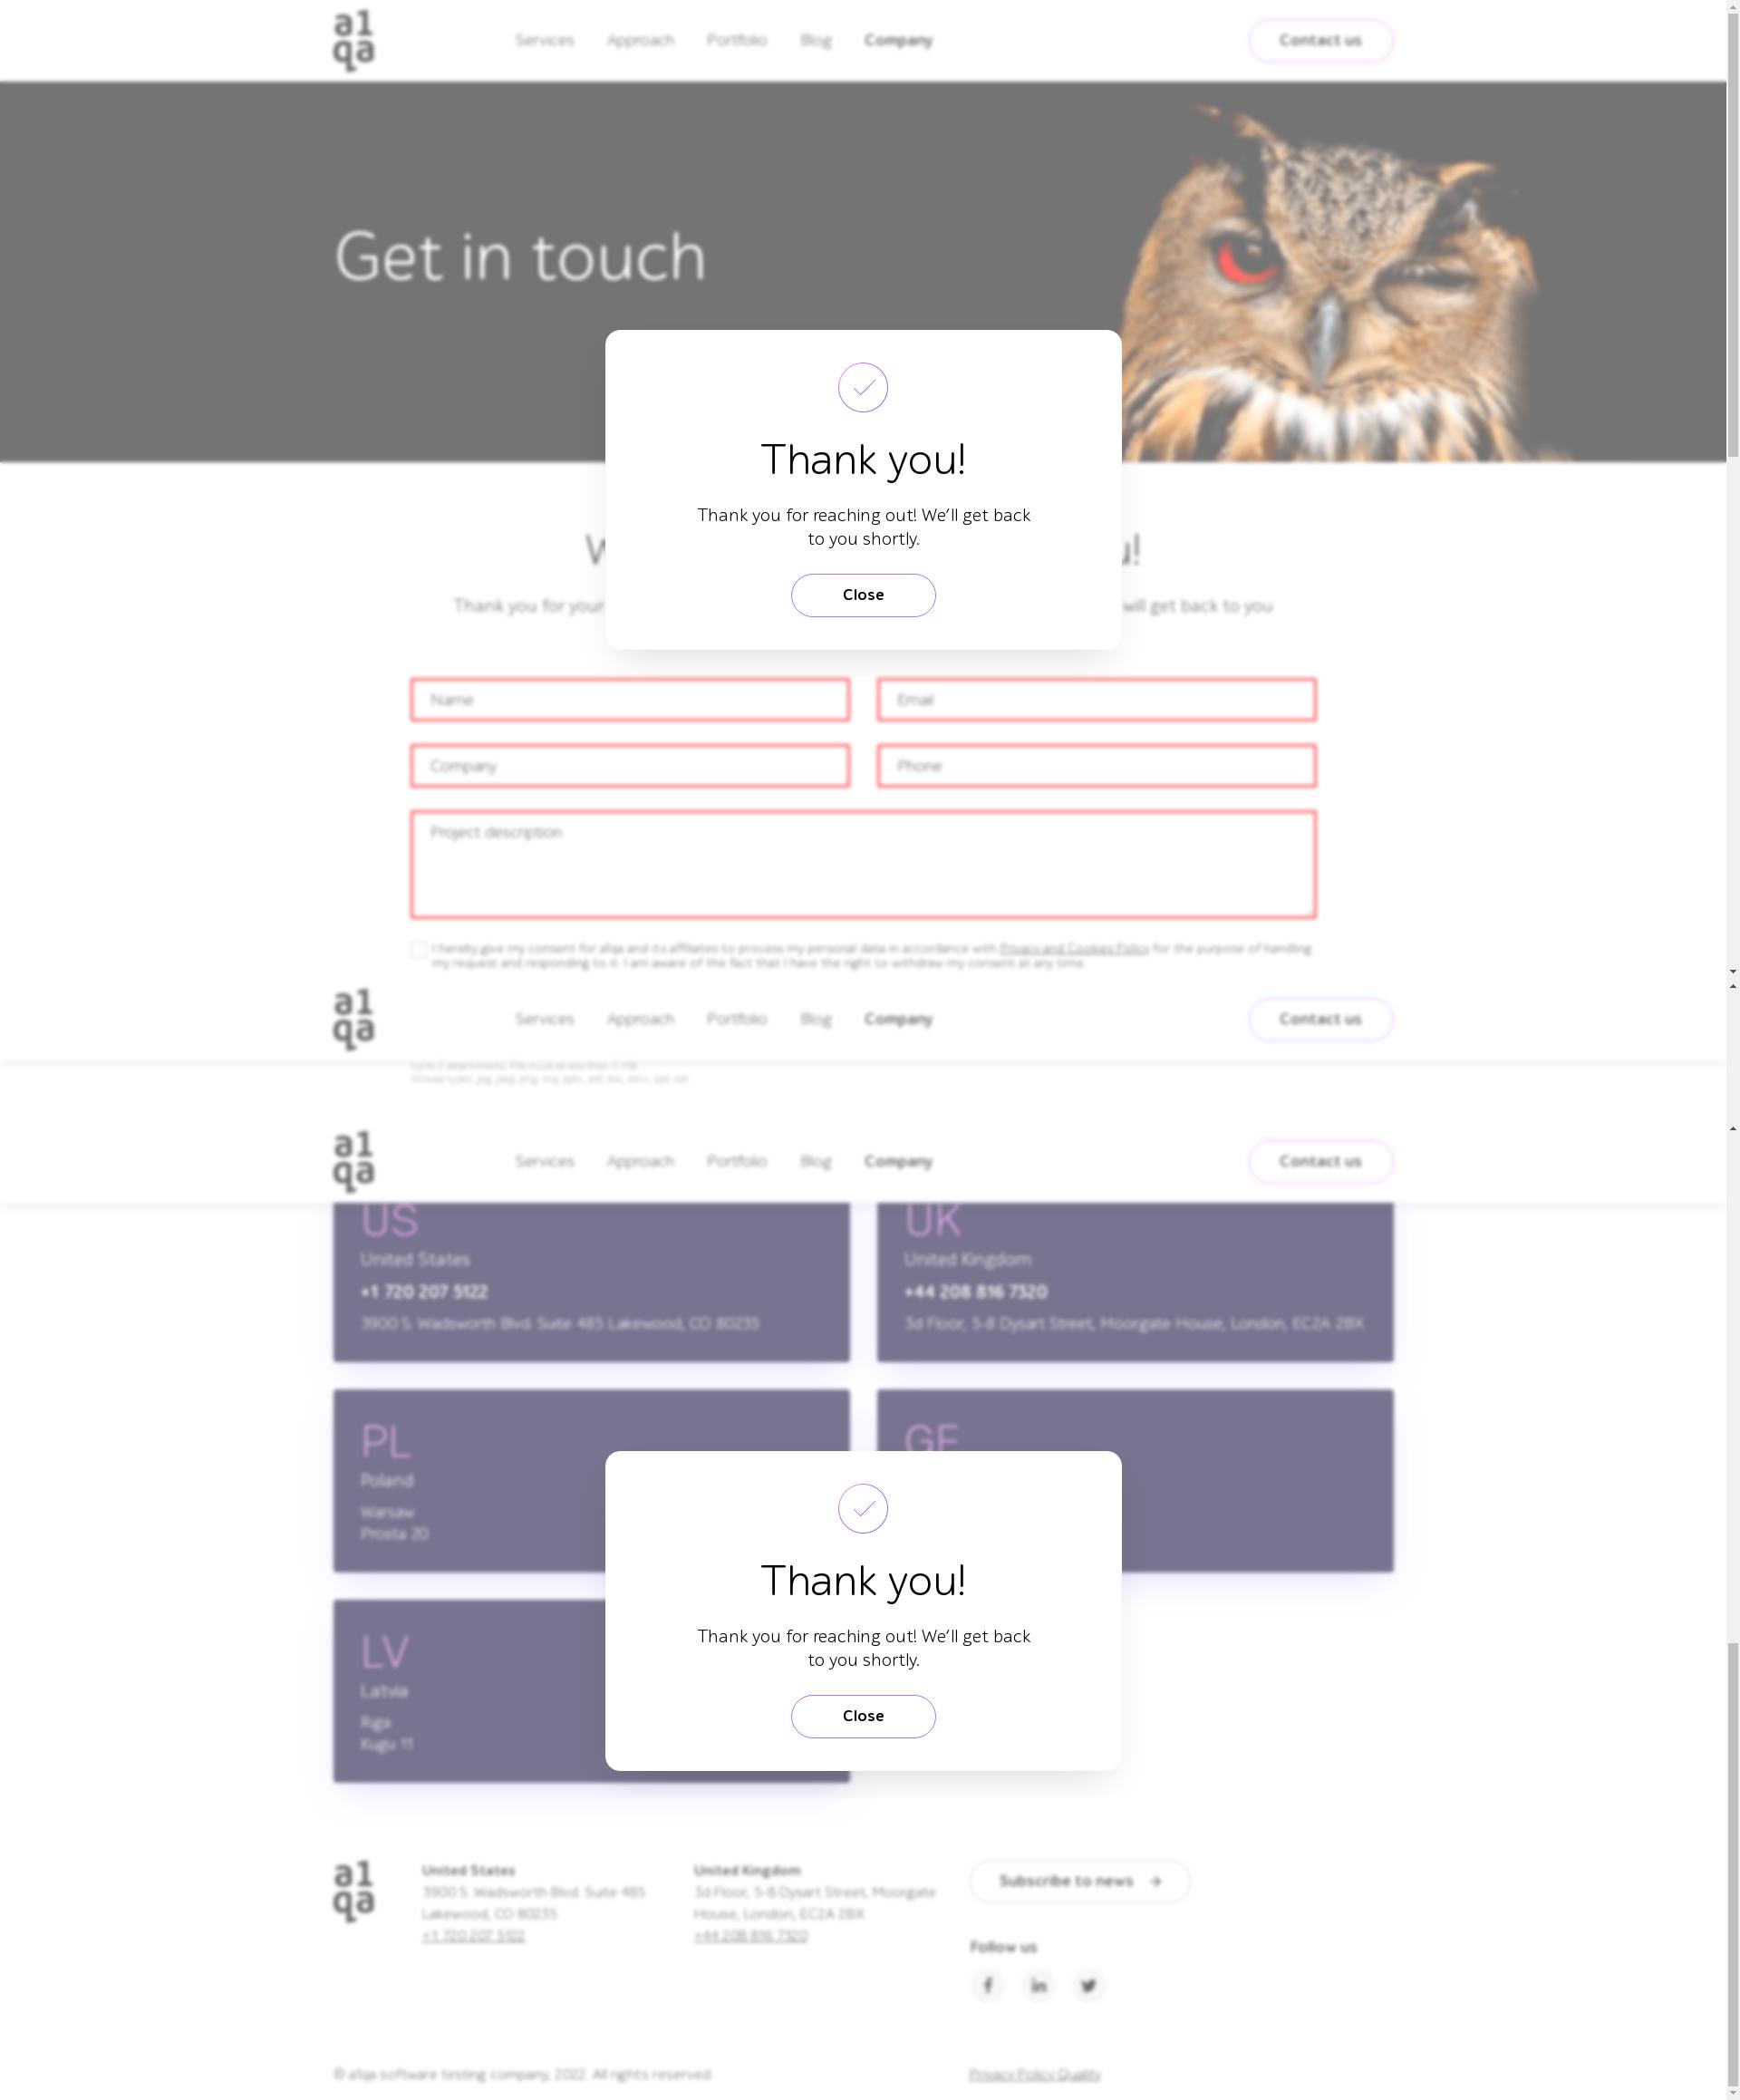 a1
qa
Services
Approach
Portfolio
Blog
Company
Contact us
Get in touch
Thank you!
Thank you for reaching out! We’ll get back
to you shortly.
Close
W
u!
Thank you for your
will get back to you
Name
Email
Company
Phone
Project description
I hereby give my consent for a1qa and its affiliates to process my personal data in accordance with Privacy and Cookies Policy for the purpose of handling
my request and responding to it. I am aware of the fact that I have the right to withdraw my consent at any time.
a1
qa
Services
Approach
Portfolio
Blog
Company
Contact us
a1
qa
Services
Approach
Portfolio
Blog
Company
Contact us
US
United States
+1 720 207 5122
3900 S. Wadsworth Blvd. Suite 485 Lakewood, CO 80235
UK
United Kingdom
+44 208 816 7320
3d Floor, 5-8 Dysart Street, Moorgate House, London, EC2A 2BX
PL
Poland
Warsaw
Prosta 20
GE
Thank you!
Thank you for reaching out! We’ll get back
to you shortly.
Close
LV
Latvia
Riga
Kugu 11
a1
qa
United States
3900 S. Wadsworth Blvd. Suite 485
Lakewood, CO 80235
+1 720 207 5122
United Kingdom
3d Floor, 5-8 Dysart Street, Moorgate
House, London, EC2A 2BX
+44 208 816 7320
Subscribe to news
Follow us
© a1qa software testing company, 2022. All rights reserved.
Privacy Policy Quality